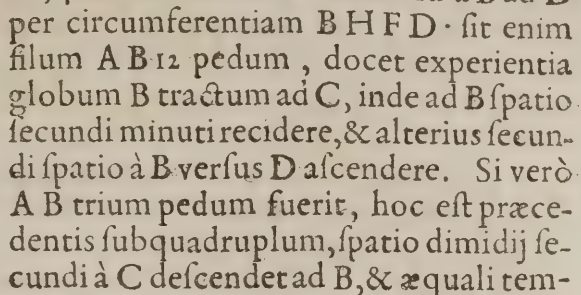 per circumferentiam B H F D · ſit enim
filum A B 12 pedum , docet experientia
globum B tractum ad C, inde ad B ſpatio
ſecundi minuti recidere, & alterius ſecun-
di ſpatio à B verſus D aſcendere. Si verò
A B trium pedum fuerit, hoc eſt præce-
dentis ſubquadruplum, ſpatio dimidij ſe-
cundi à C deſcendet ad B, & æquali tem-